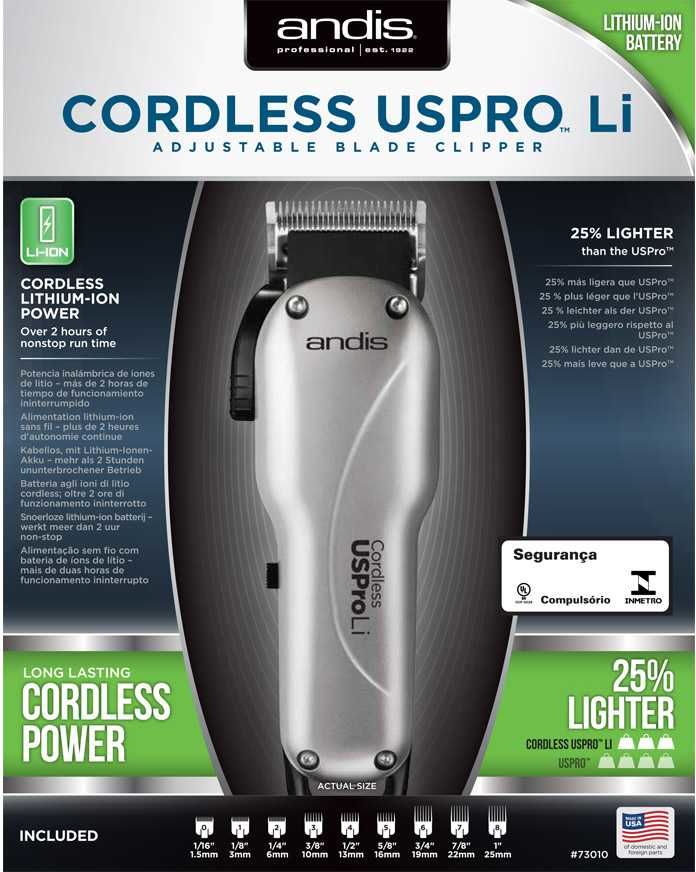 andis®
professional | est. 1922
LITHIUM-ION
BATTERY
CORDLESS USPRO™ Li
ADJUSTABLE BLADE CLIPPER
LI-ION
CORDLESS
LITHIUM-ION
POWER
Over 2 hours of
nonstop run time
Potencia inalámbrica de iones
de litio – más de 2 horas de
tiempo de funcionamiento
ininterrumpido
Alimentation lithium-ion
sans fil – plus de 2 heures
d'autonomie continue
Kabellos, mit Lithium-Ionen-
Akku – mehr als 2 Stunden
ununterbrochener Betrieb
Batteria agli ioni di litio
cordless; oltre 2 ore di
funzionamento ininterrotto
Snoerloze lithium-ion batterij –
werkt meer dan 2 uur
non-stop
Alimentação sem fio com
bateria de íons de lítio –
mais de duas horas de
funcionamento ininterrupto
25% LIGHTER
than the USPro™
25% más ligera que USPro™
25 % plus léger que l'USPro™
25 % leichter als der USPro™
25% più leggero rispetto al
USPro™
25% lichter dan de USPro™
25% mais leve que a USPro™
andis
Cordless
USPro Li
Segurança
UL
Compulsório
INMETRO
LONG LASTING
CORDLESS
POWER
25%
LIGHTER
CORDLESS USPRO™ LI
USPRO™
ACTUAL SIZE
INCLUDED
0 1 2 3 4 5 6 7 8
1/16" 1/8" 1/4" 3/8" 1/2" 5/8" 3/4" 7/8" 1"
1.5mm 3mm 6mm 10mm 13mm 16mm 19mm 22mm 25mm
#73010
Made in
USA
of domestic and
foreign parts